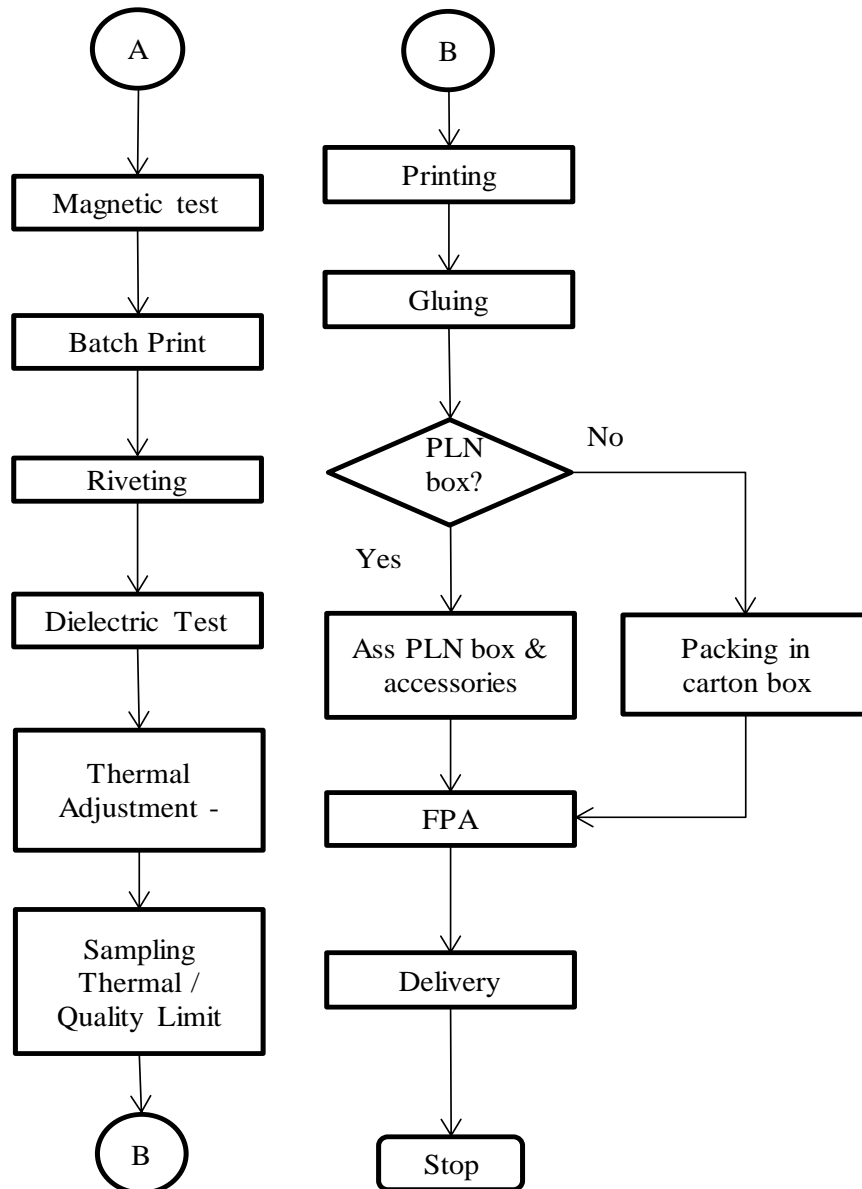 A
Magnetic test
Batch Print
Riveting
Dielectric Test
Thermal
Adjustment -
Sampling
Thermal /
Quality Limit
B
B
Printing
Gluing
PLN
box?
No
Yes
Ass PLN box &
accessories
Packing in
carton box
FPA
Delivery
Stop